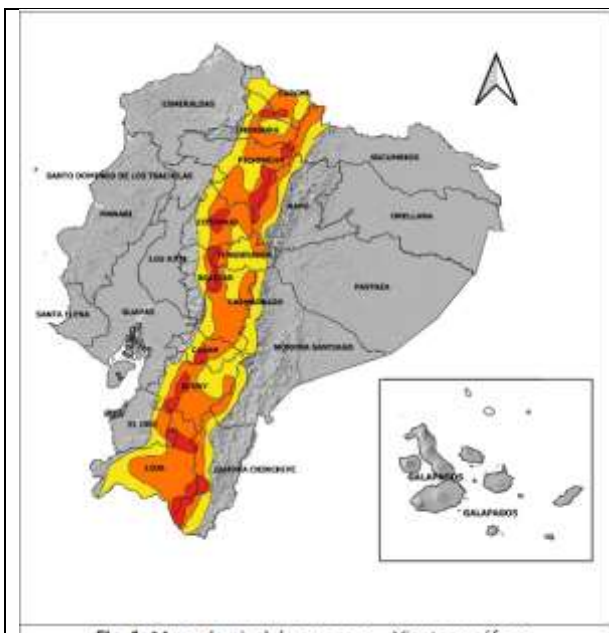 CARCHI
ESMERALDAS
IMBABURA
SUCUMBIOS
PICHINCHA
SANTO DOMINGO DE LOS TSACHILAS
NAPO
ORELLANA
MANABI
COTOPAXI
TUNGURAHUA
LOS RIOS
BOLIVAR
PASTAZA
CHIMBORAZO
SANTA ELENA
GUAYAS
MORONA SANTIAGO
CAÑAR
AZUAY
EL ORO
LOJA
ZAMORA CHINCHIPE
GALAPAGOS
GALAPAGOS